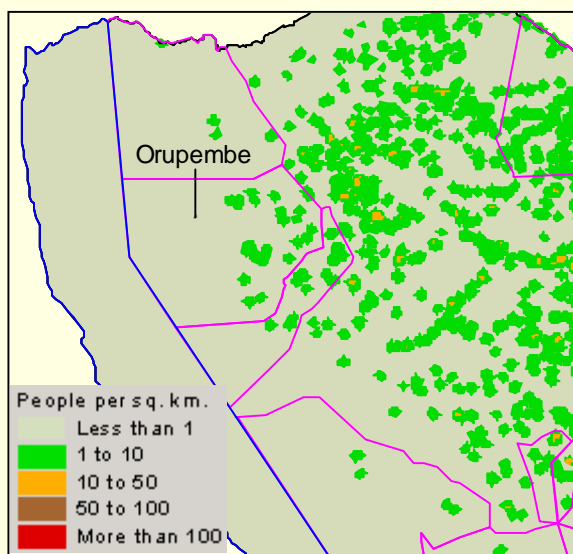 Orupembe
People per sq. km.
Less than 1
1 to 10
10 to 50
50 to 100
More than 100